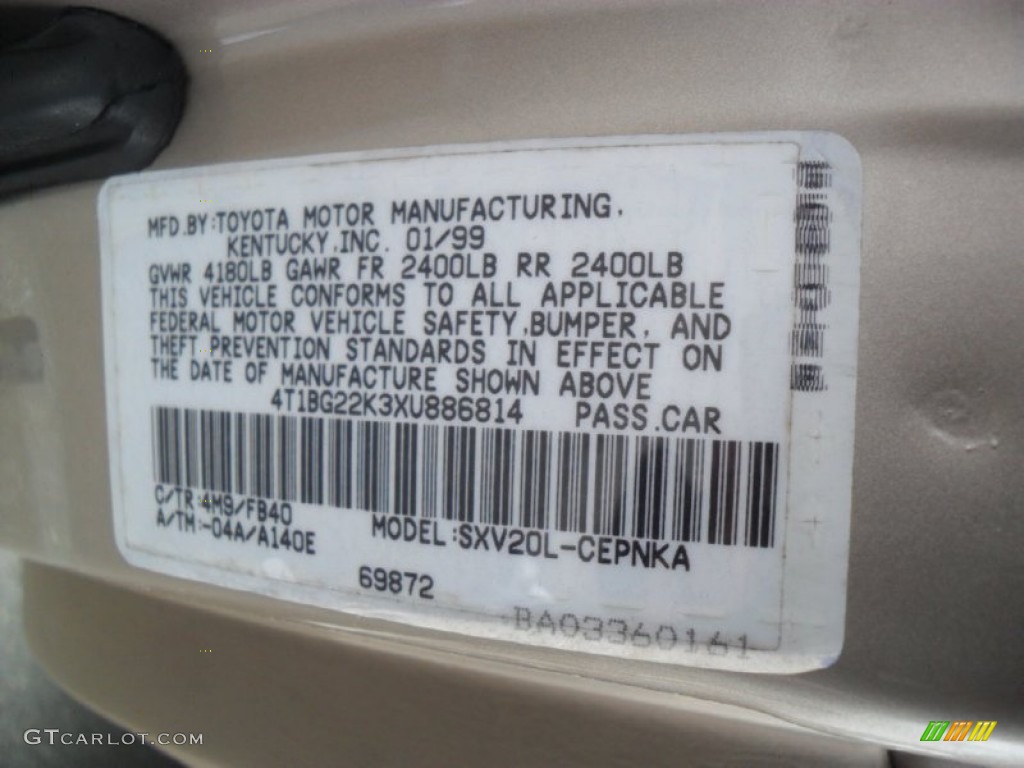 MFD.BY:TOYOTA MOTOR MANUFACTURING,
KENTUCKY,INC. 01/99
GVWR 4180LB GAWR FR 2400LB RR 2400LB
THIS VEHICLE CONFORMS TO ALL APPLICABLE
FEDERAL MOTOR VEHICLE SAFETY,BUMPER, AND
THEFT PREVENTION STANDARDS IN EFFECT ON
THE DATE OF MANUFACTURE SHOWN ABOVE
4T1BG22K3XU886814 PASS.CAR
C/TR:4M9/FB40
A/TM:-04A/A140E
MODEL:SXV20L-CEPNKA
69872
BA03360161
GTCARLOT.COM